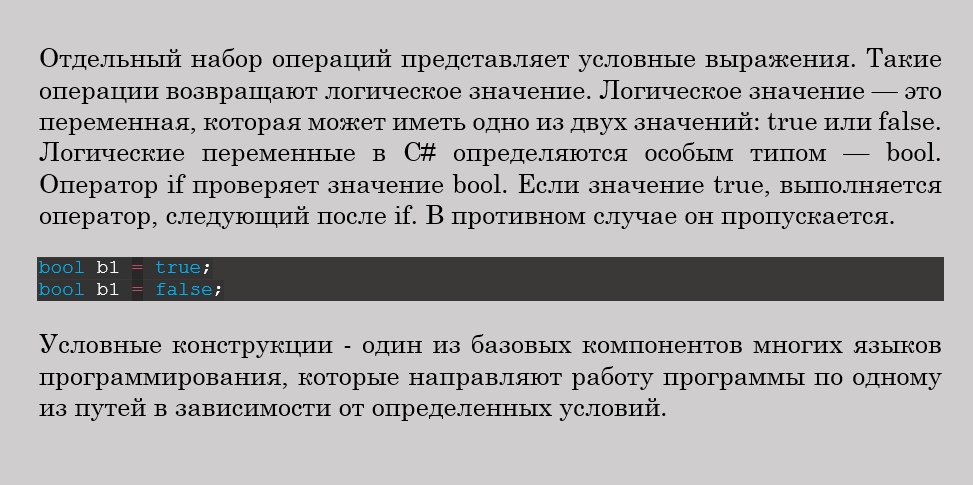 Отдельный набор операций представляет условные выражения. Такие
операции возвращают логическое значение. Логическое значение — это
переменная, которая может иметь одно из двух значений: true или false.
Логические переменные в C# определяются особым типом — bool.
Оператор if проверяет значение bool. Если значение true, выполняется
оператор, следующий после if. В противном случае он пропускается.
bool b1 = true;
bool b1 = false;
Условные конструкции - один из базовых компонентов многих языков
программирования, которые направляют работу программы по одному
из путей в зависимости от определенных условий.